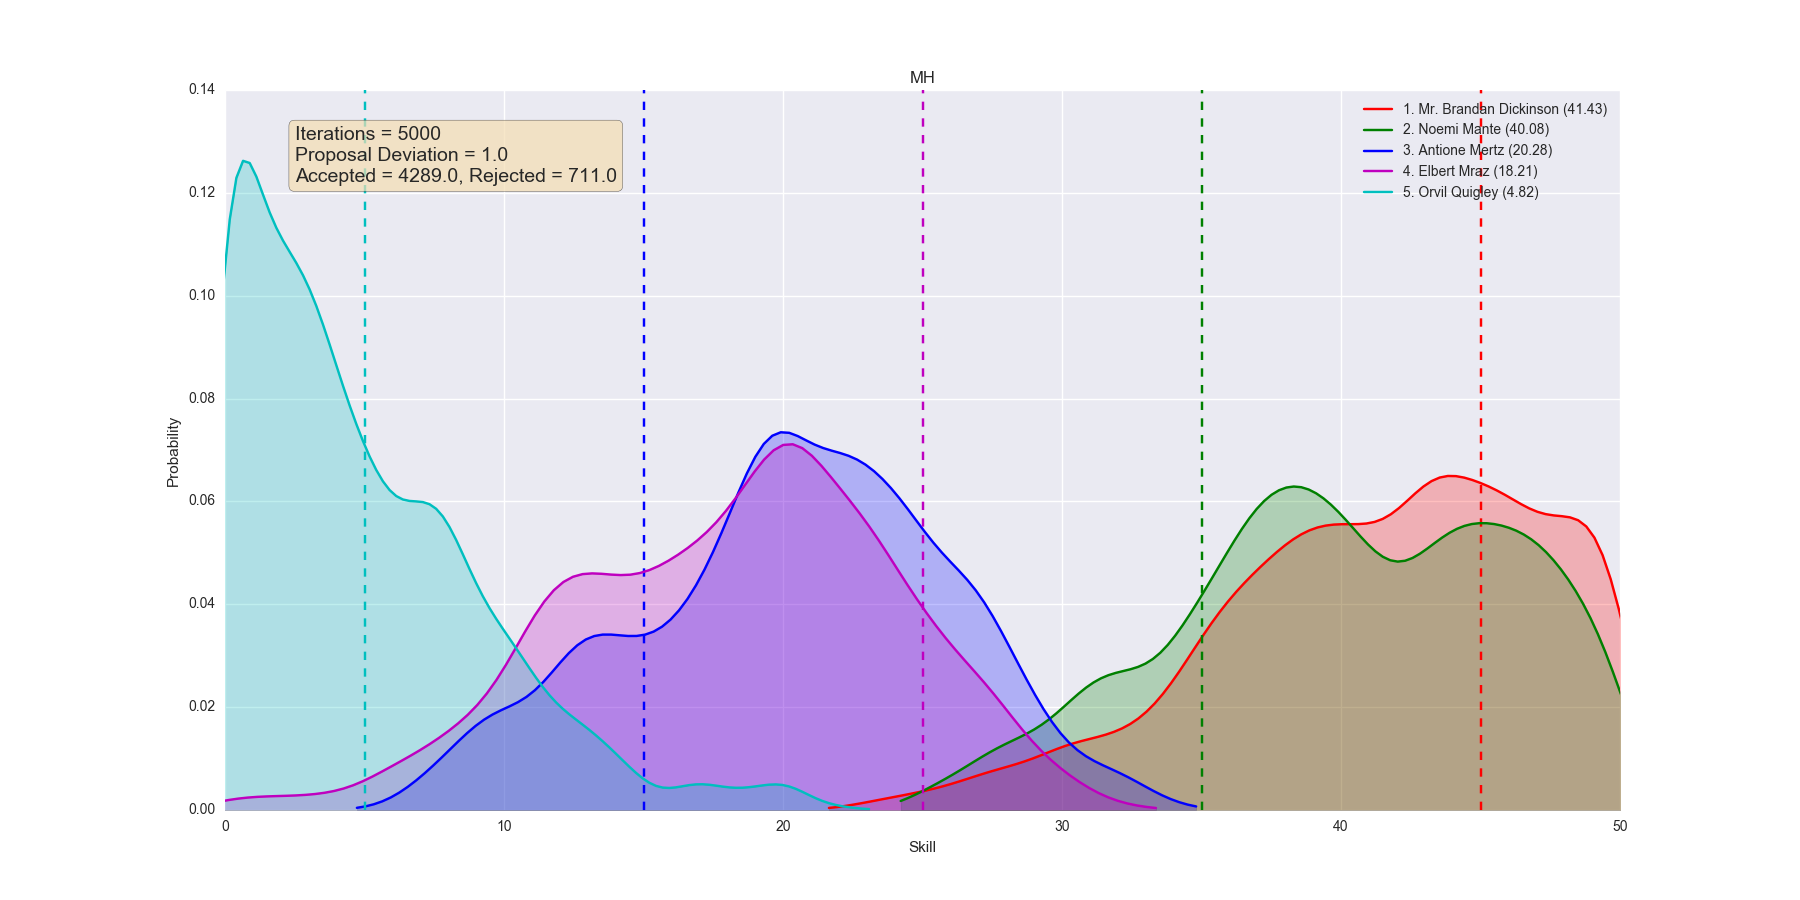 MH
0.14
0.12
0.10
0.08
0.06
0.04
0.02
0.00
Probability
Iterations = 5000
Proposal Deviation = 1.0
Accepted = 4289.0, Rejected = 711.0
1. Mr. Brandan Dickinson (41.43)
2. Noemi Mante (40.08)
3. Antione Mertz (20.28)
4. Elbert Mraz (18.21)
5. Orvil Quigley (4.82)
0 10 20 30 40 50
Skill